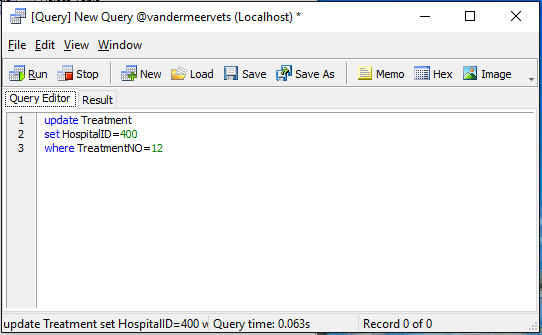 [Query] New Query @vandermeervets (Localhost) *
File Edit View Window
Run Stop New Load Save Save As Memo Hex Image
Query Editor Result
1 update Treatment
2 set HospitalID=400
3 where TreatmentNO=12
update Treatment set HospitalID=400 w Query time: 0.063s Record 0 of 0